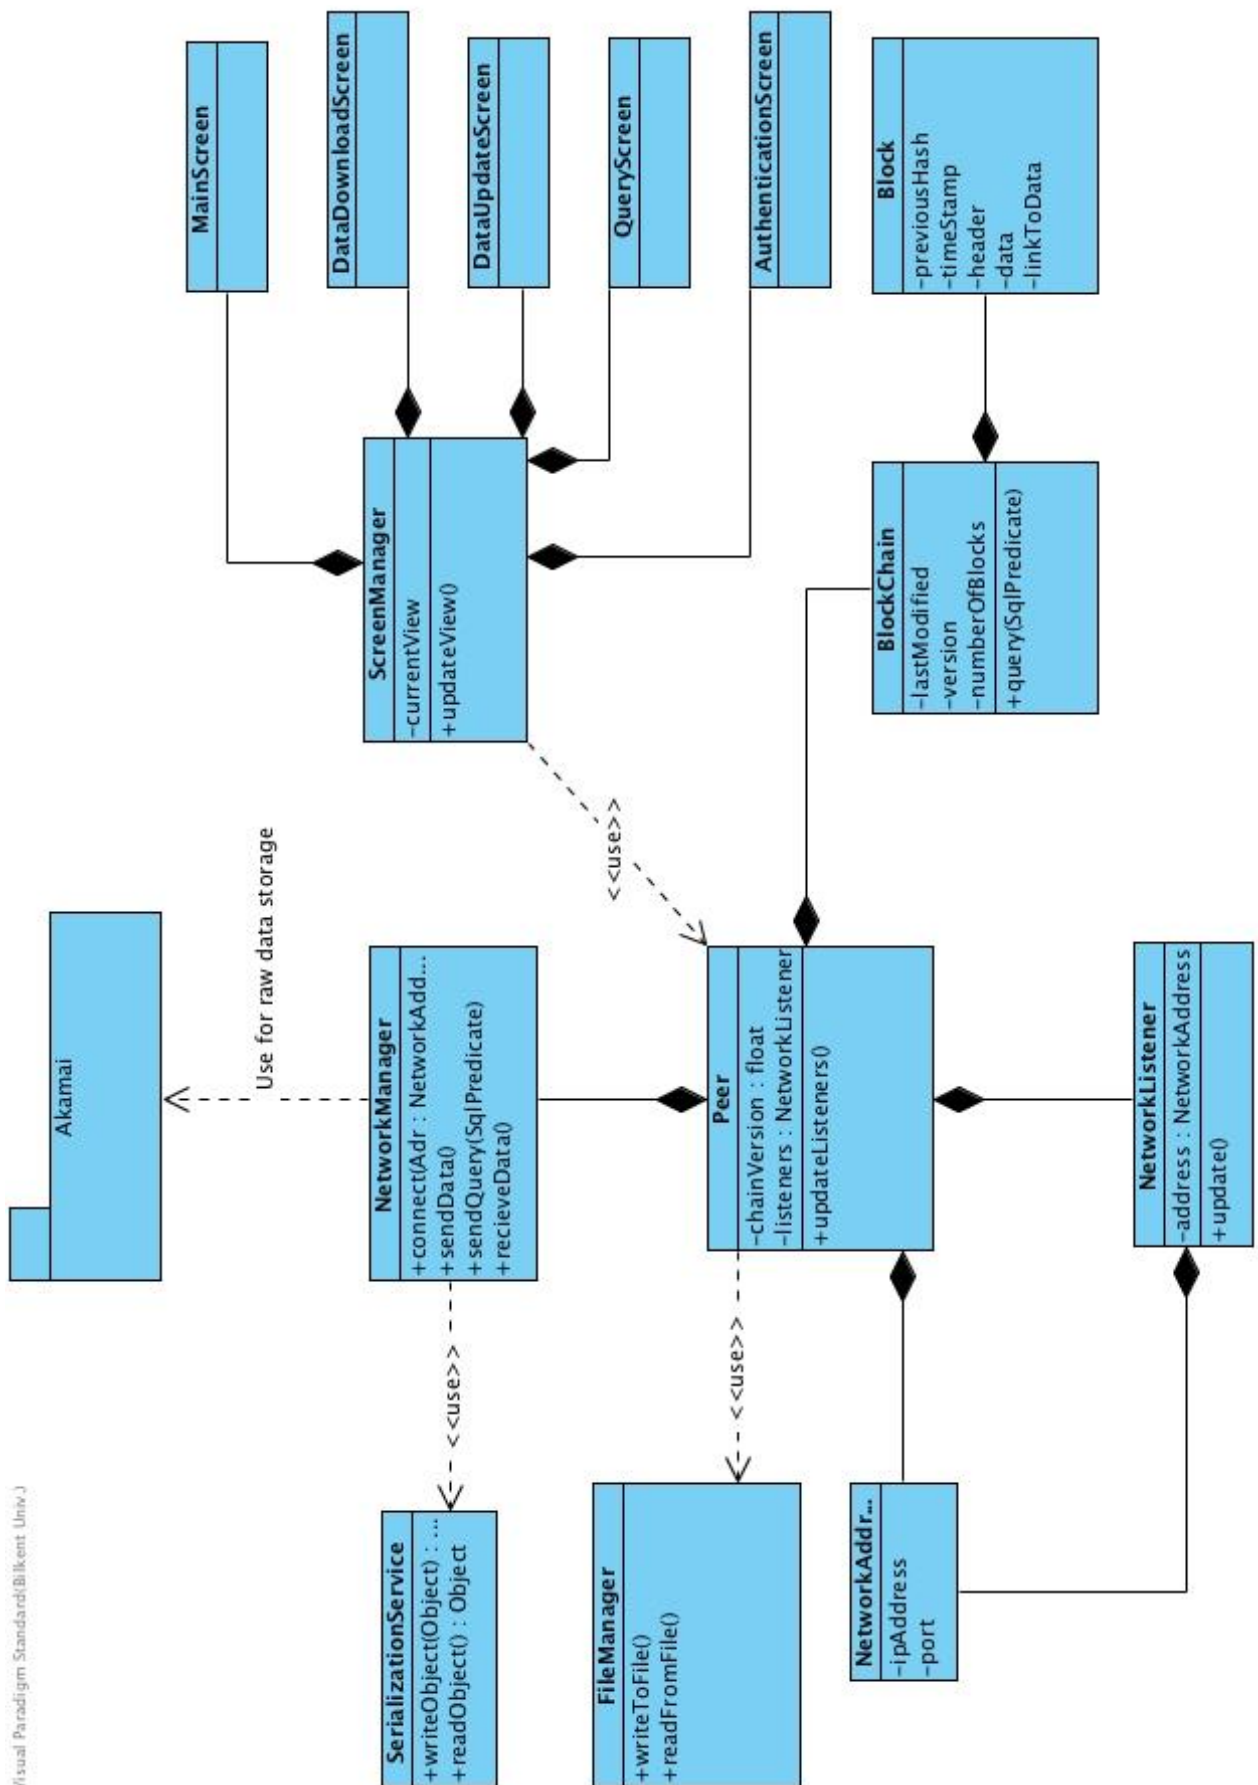 Visual Paradigm Standard(Bilkent Univ.)
Akamai
Use for raw data storage
MainScreen
DataDownloadScreen
DataUpdateScreen
QueryScreen
AuthenticationScreen
SerializationService
+writeObject(Object) : ...
+readObject() : Object
<<use>>
NetworkManager
+connect(Adr : NetworkAdd...
+sendData()
+sendQuery(SqlPredicate)
+recieveData()
ScreenManager
-currentView
+updateView()
<<use>>
FileManager
+writeToFile()
+readFromFile()
<<use>>
Peer
-chainVersion : float
-listeners : NetworkListener
+updateListeners()
NetworkAddr...
-ipAddress
-port
BlockChain
-lastModified
-version
-numberOfBlocks
+query(SqlPredicate)
Block
-previousHash
-timeStamp
-header
-data
-linkToData
NetworkListener
-address : NetworkAddress
+update()